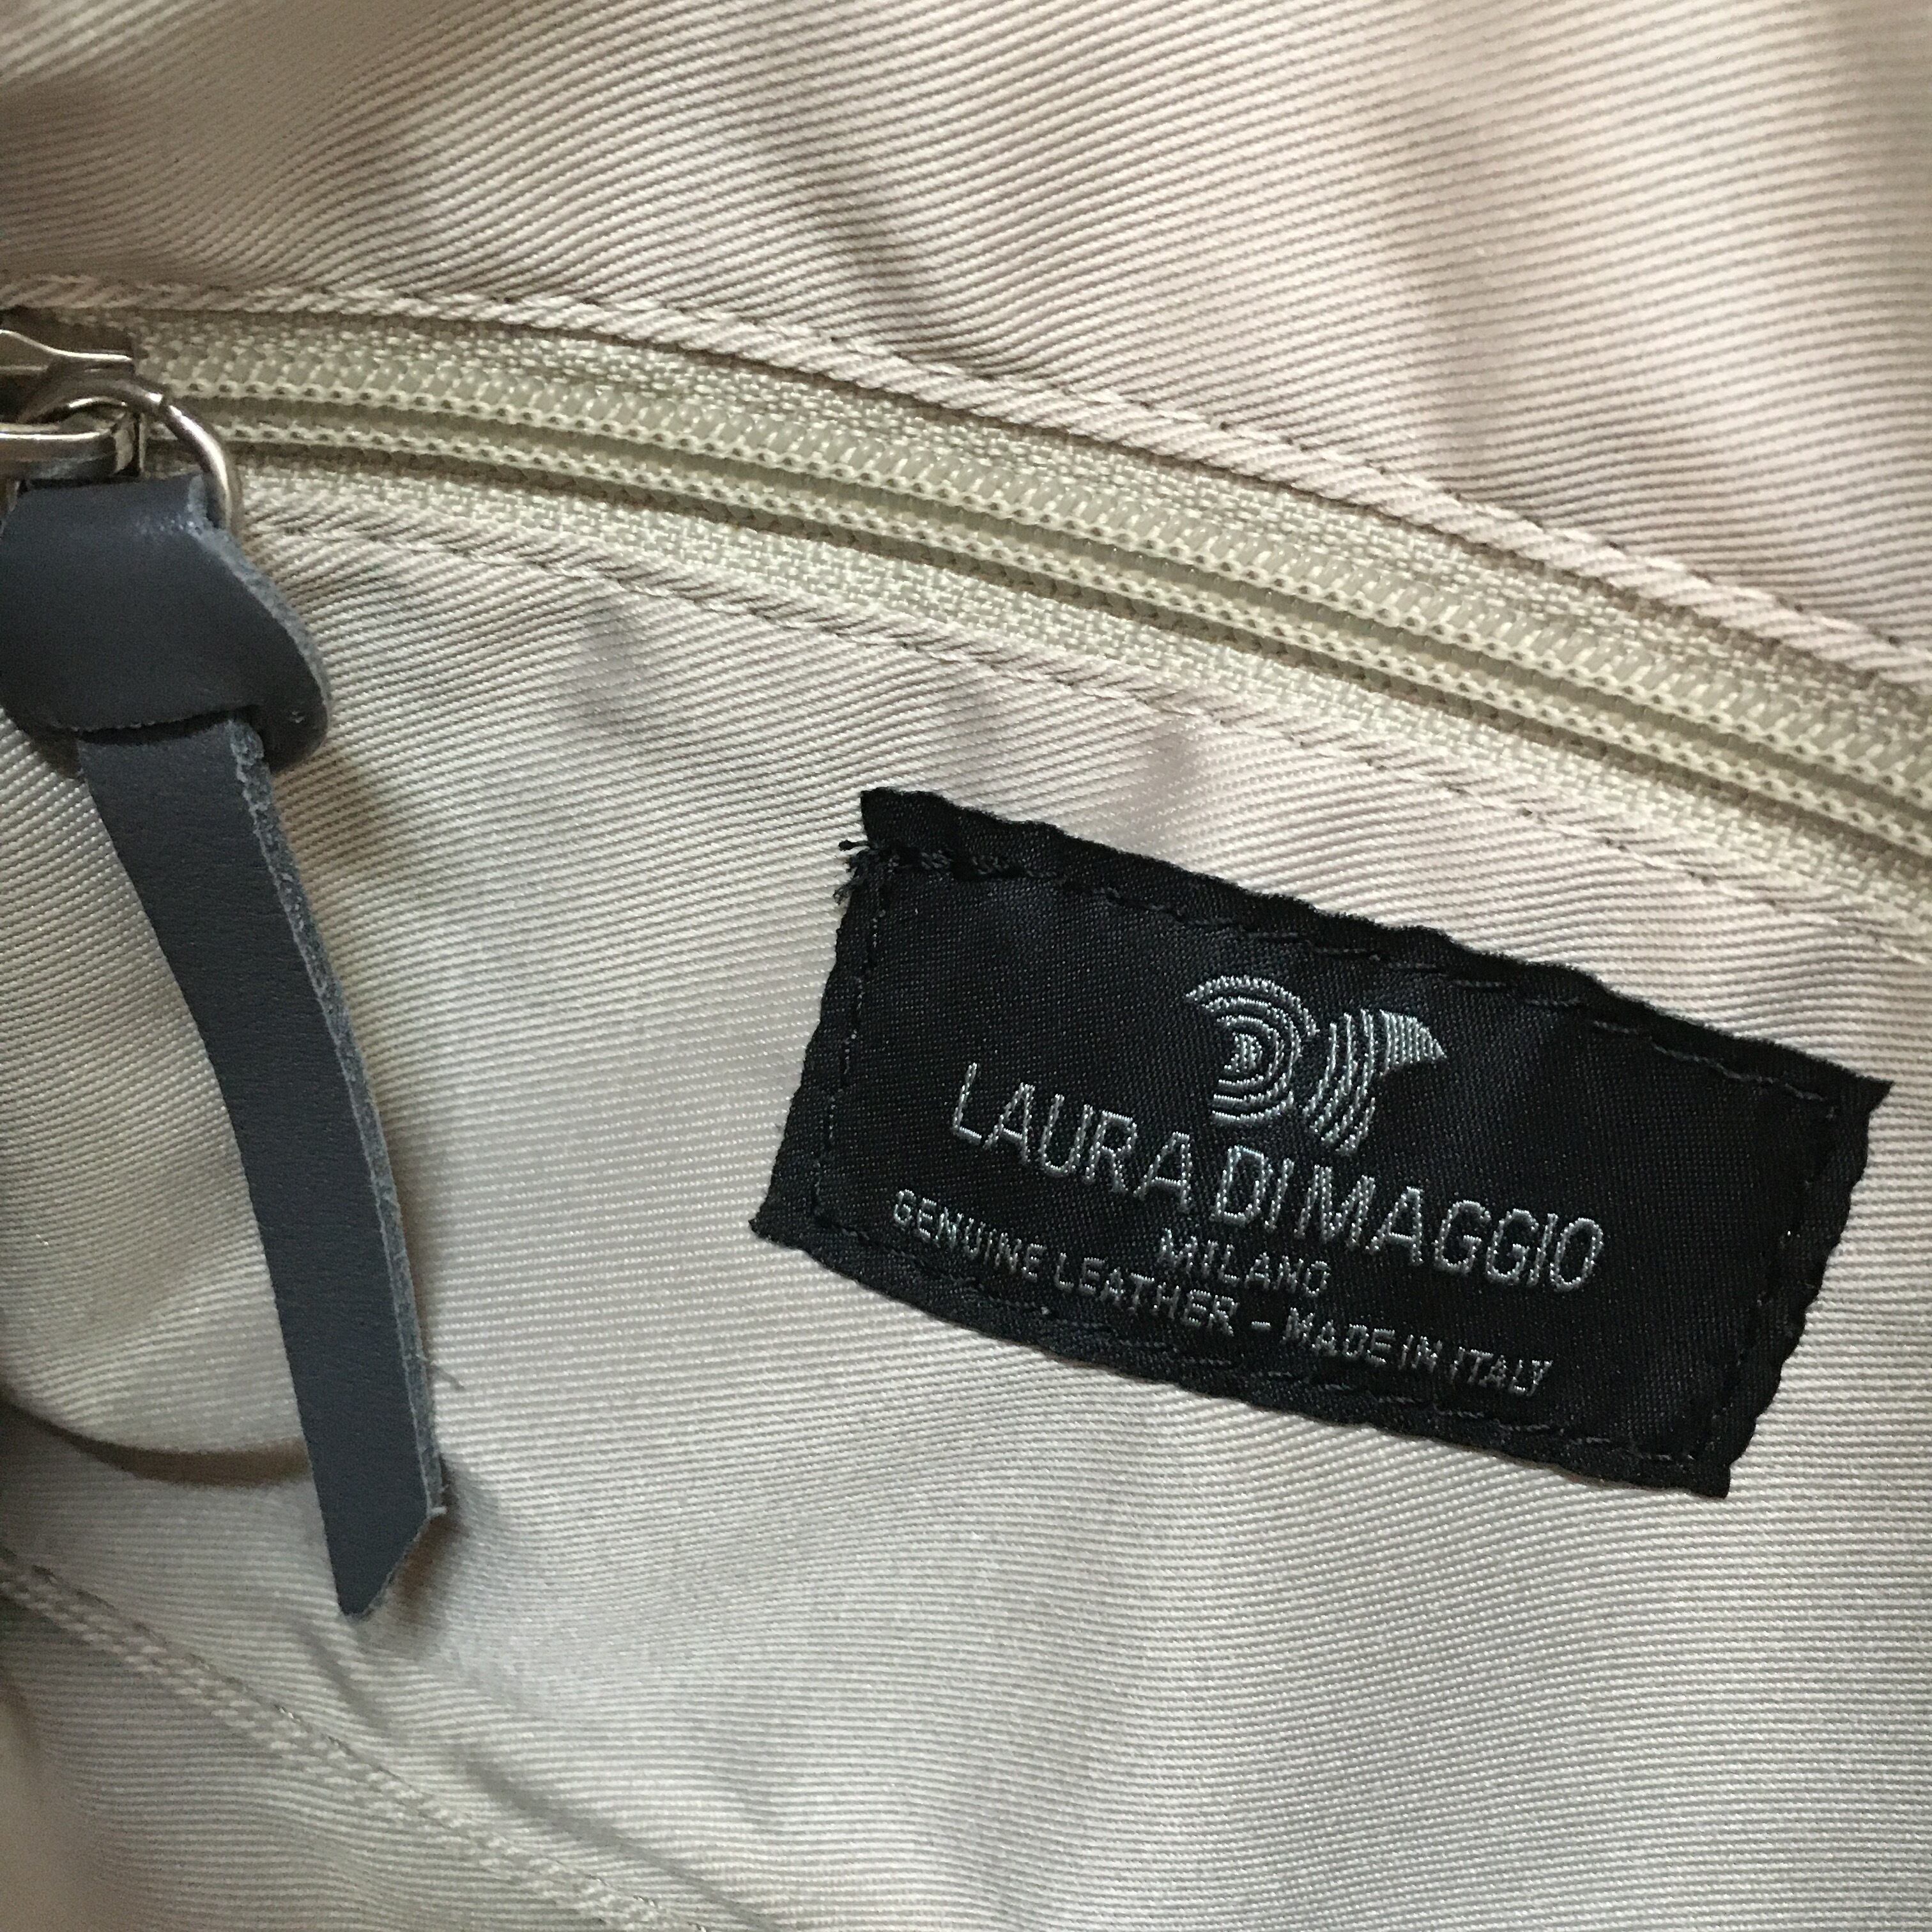 LAURA DI MAGGIO
MILANO
GENUINE LEATHER - MADE IN ITALY